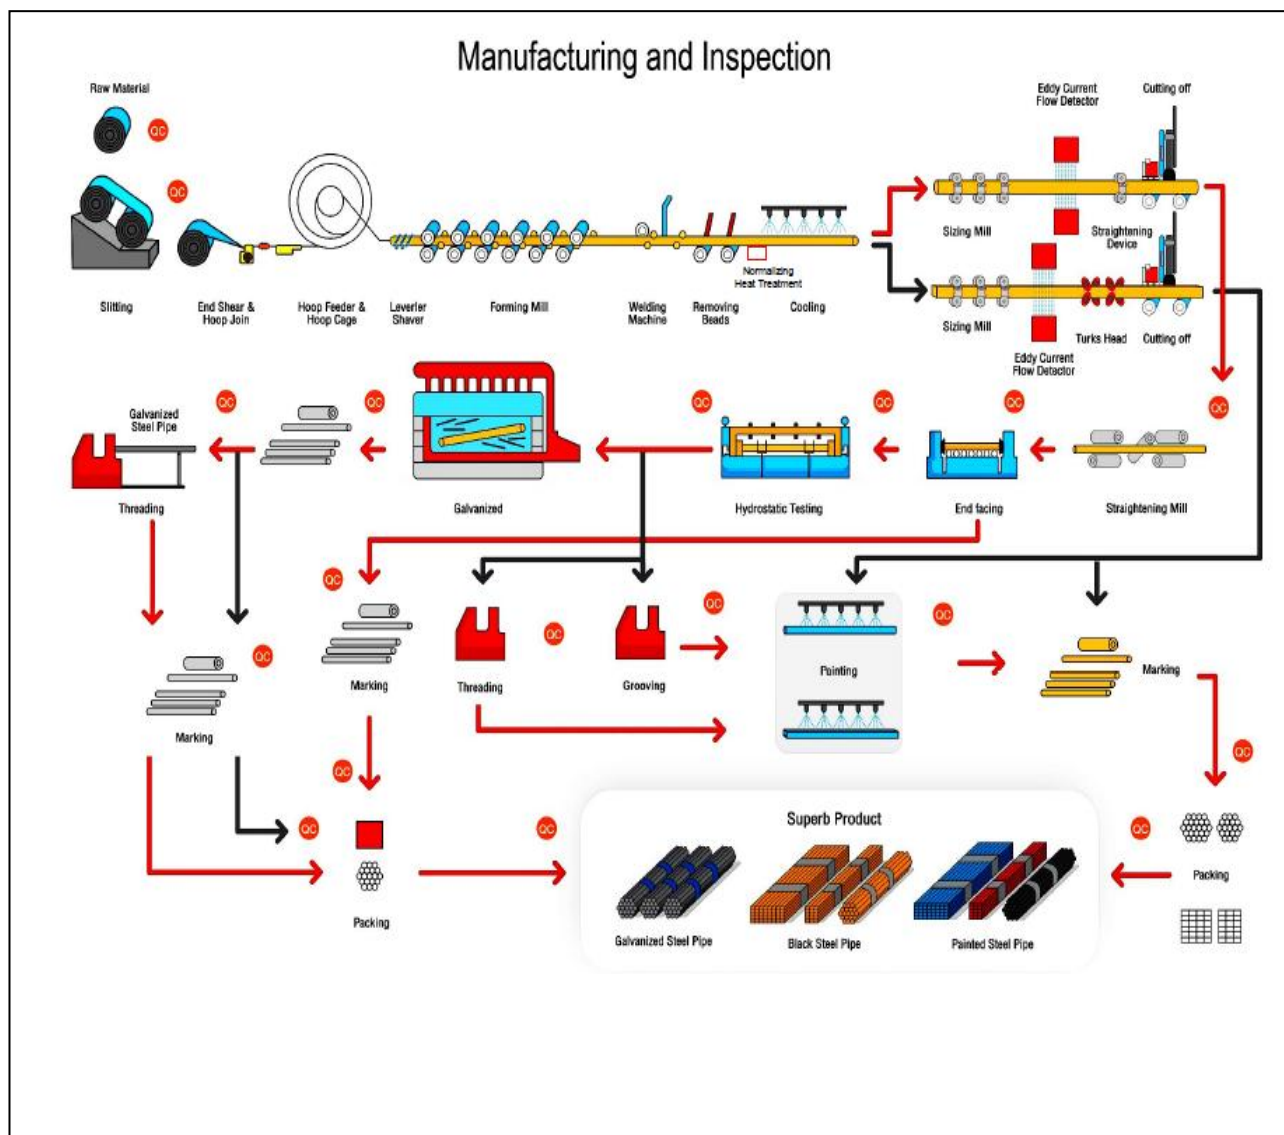 Manufacturing and Inspection
Raw Material
QC
QC
Eddy Current
Flow Detector
Cutting off
Sizing Mill
Straightening
Device
Normalizing
Heat Treatment
Slitting
End Shear &
Hoop Join
Hoop Feeder &
Hoop Cage
Leverler
Shaver
Forming Mill
Welding
Machine
Removing
Beads
Cooling
Sizing Mill
Turks Head
Cutting off
Eddy Current
Flow Detector
QC
QC
QC
QC
QC
QC
Galvanized
Steel Pipe
Threading
Galvanized
Hydrostatic Testing
End facing
Straightening Mill
QC
QC
QC
QC
QC
Marking
Threading
Grooving
Painting
Marking
Marking
QC
QC
QC
QC
QC
Superb Product
Packing
Packing
Galvanized Steel Pipe
Black Steel Pipe
Painted Steel Pipe